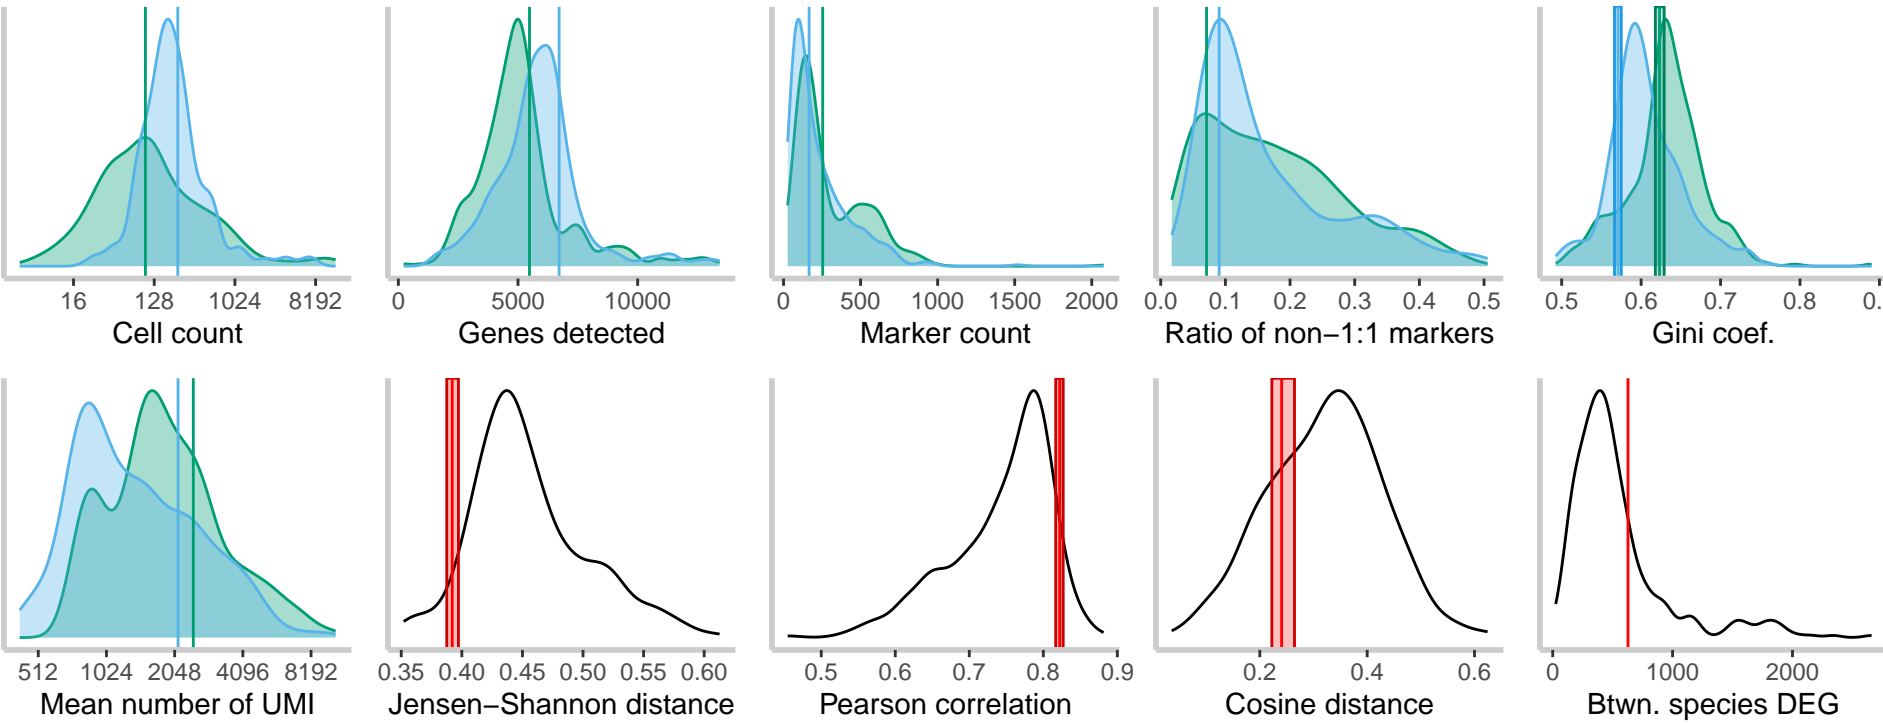 16 128 1024 8192
Cell count
0 5000 10000
Genes detected
0 500 1000 1500 2000
Marker count
0.0 0.1 0.2 0.3 0.4 0.5
Ratio of non−1:1 markers
0.5 0.6 0.7 0.8 0.
Gini coef.
512 1024 2048 4096 8192
Mean number of UMI
0.35 0.40 0.45 0.50 0.55 0.60
Jensen−Shannon distance
0.5 0.6 0.7 0.8 0.9
Pearson correlation
0.2 0.4 0.6
Cosine distance
0 1000 2000
Btwn. species DEG